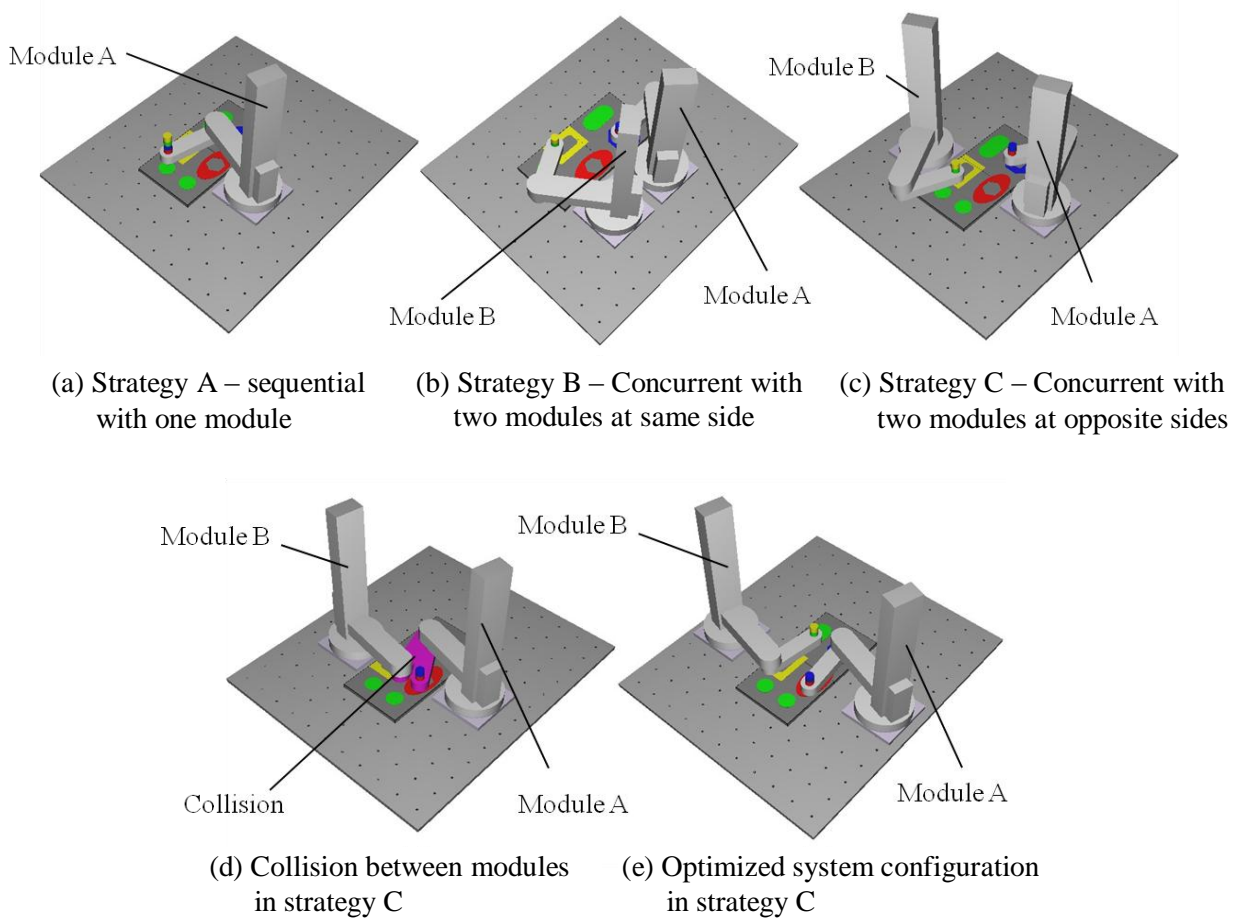 Module A
Module B
Module A
Module B
Module B
Module A
(a) Strategy A – sequential
with one module
(b) Strategy B – Concurrent with
two modules at same side
(c) Strategy C – Concurrent with
two modules at opposite sides
Module B
Collision
Module A
Module B
Module A
(d) Collision between modules
in strategy C
(e) Optimized system configuration
in strategy C